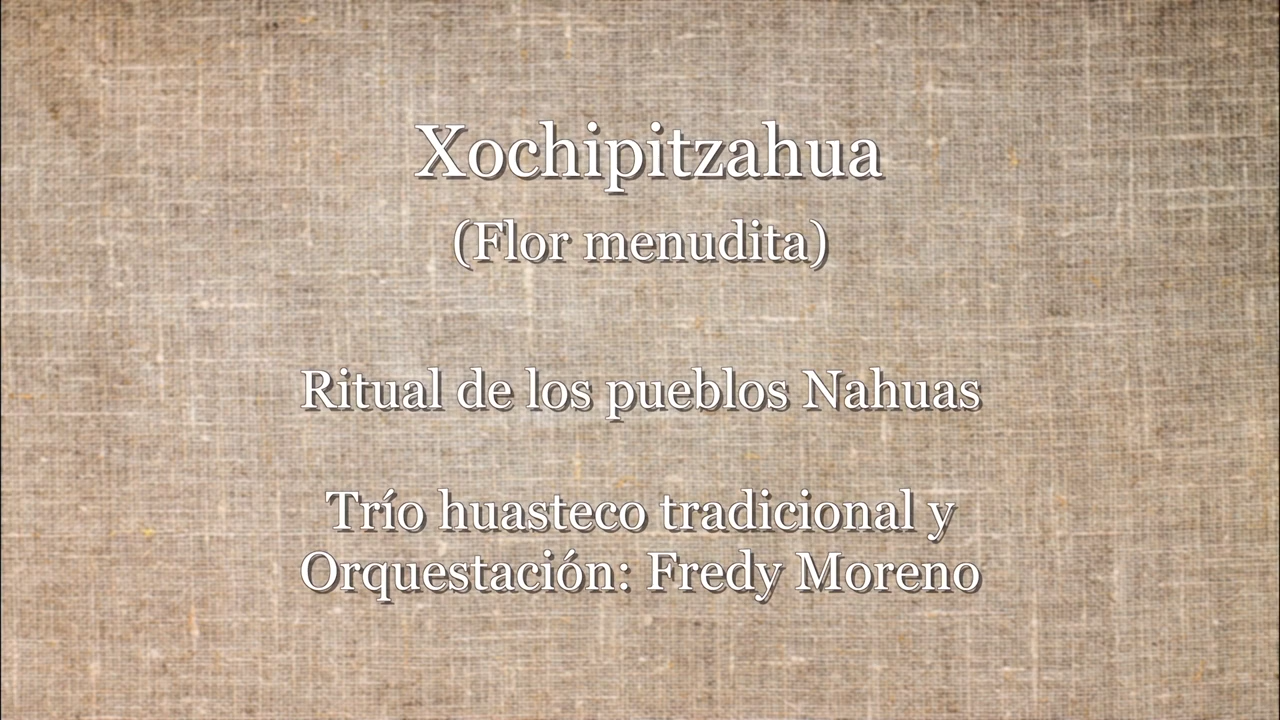 Xochipitzahua
(Flor menudita)
Ritual de los pueblos Nahuas
Trío huasteco tradicional y
Orquestación: Fredy Moreno